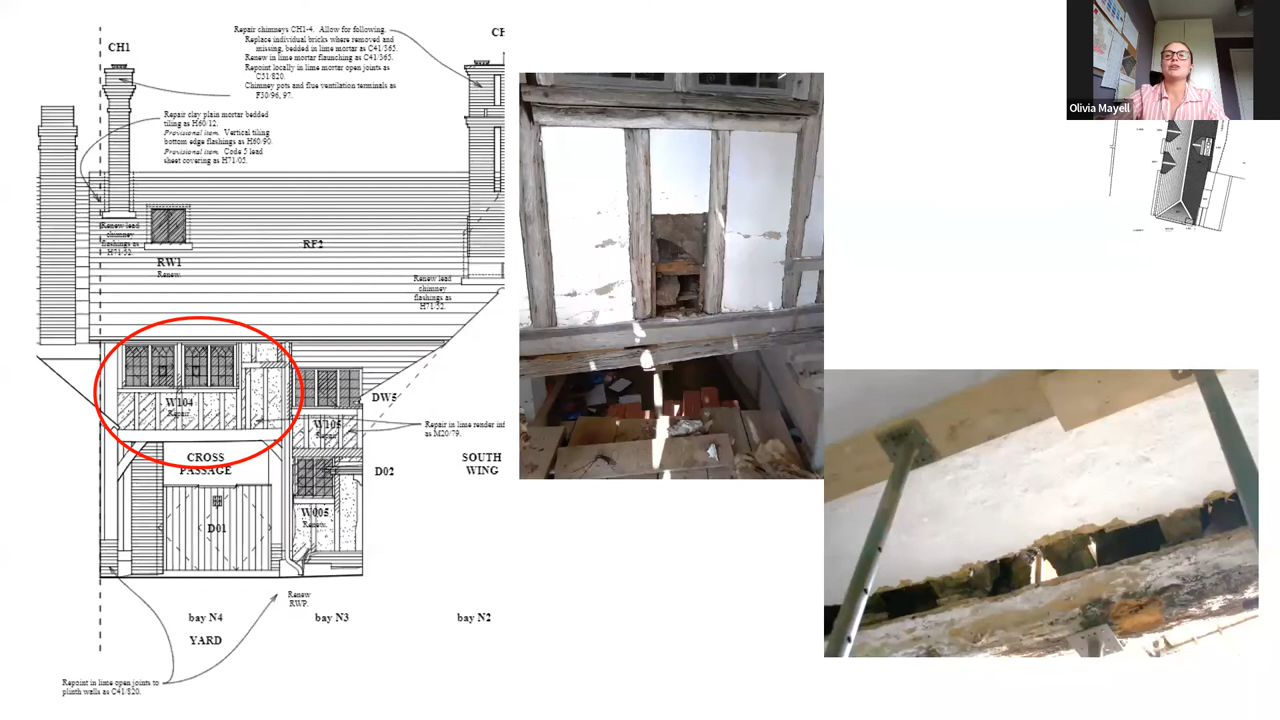 CH1
Repair chimneys CH1-4. Allow for following.
Replace individual bricks where removed and
missing, bedded in lime mortar as C41/365.
Renew in lime mortar flaunching as C41/365.
Repoint locally in lime mortar open joints as
C51/820.
Chimney pots and flue ventilation terminals as
F30/96, 97.
Repair clay plain mortar bedded
tiling as H60/12.
Provisional item. Vertical tiling
bottom edge flashings as H60/90.
Provisional item. Code 5 lead
sheet covering as H71/05.
Renew lead
chimney
flashings as
H71/32.
RW1
Renew.
RF2
Renew lead
chimney
flashings as
H71/32.
W104
Repair
DW5
W105
Repair
Repair in lime render inf
as M20/79.
CROSS
PASSAGE
D02
SOUTH
WING
W005
Renew.
D01
Renew
RWP.
bay N4
bay N3
bay N2
YARD
Repoint in lime open joints to
plinth walls as C41/820.
Olivia Mayell